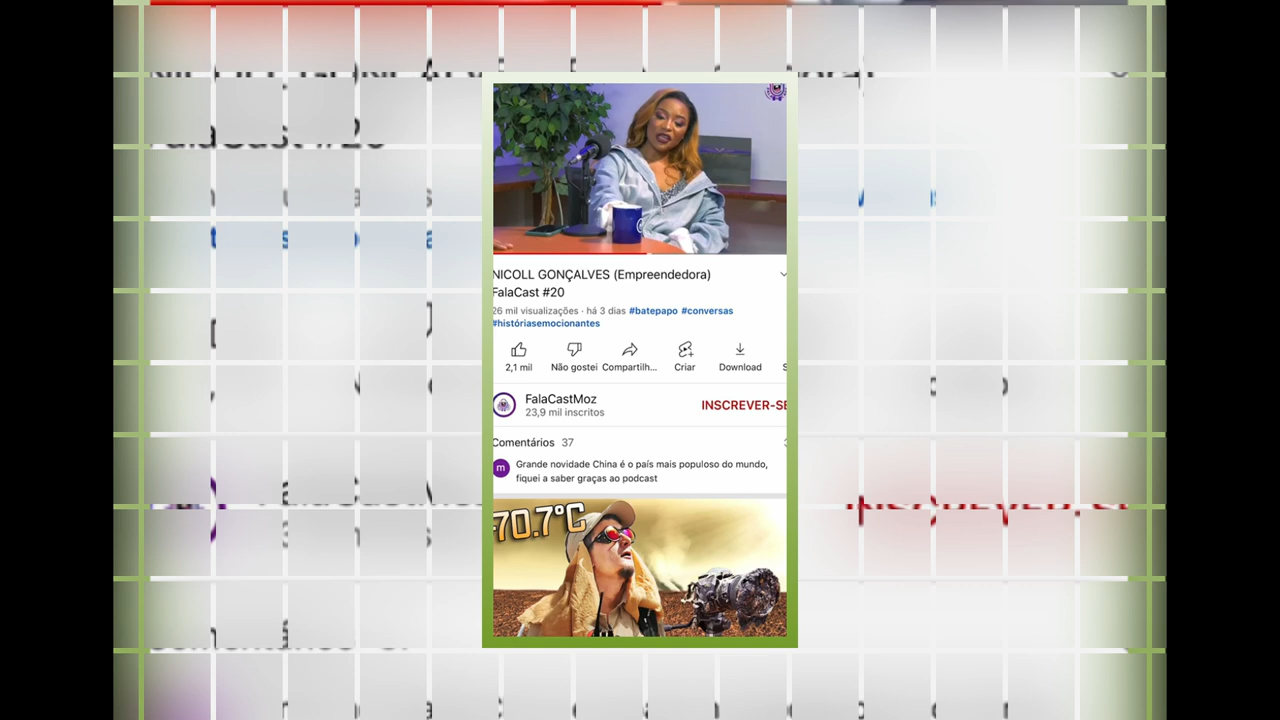 NICOLL GONÇALVES (Empreendedora)
FalaCast #20
26 mil visualizações · há 3 dias #batepapo #conversas
#históriasemocionantes
2,1 mil Não gostei Compartilh... Criar Download
FalaCastMoz
23,9 mil inscritos
INSCREVER-SE
Comentários 37
m
Grande novidade China é o país mais populoso do mundo,
fiquei a saber graças ao podcast
70.7°C